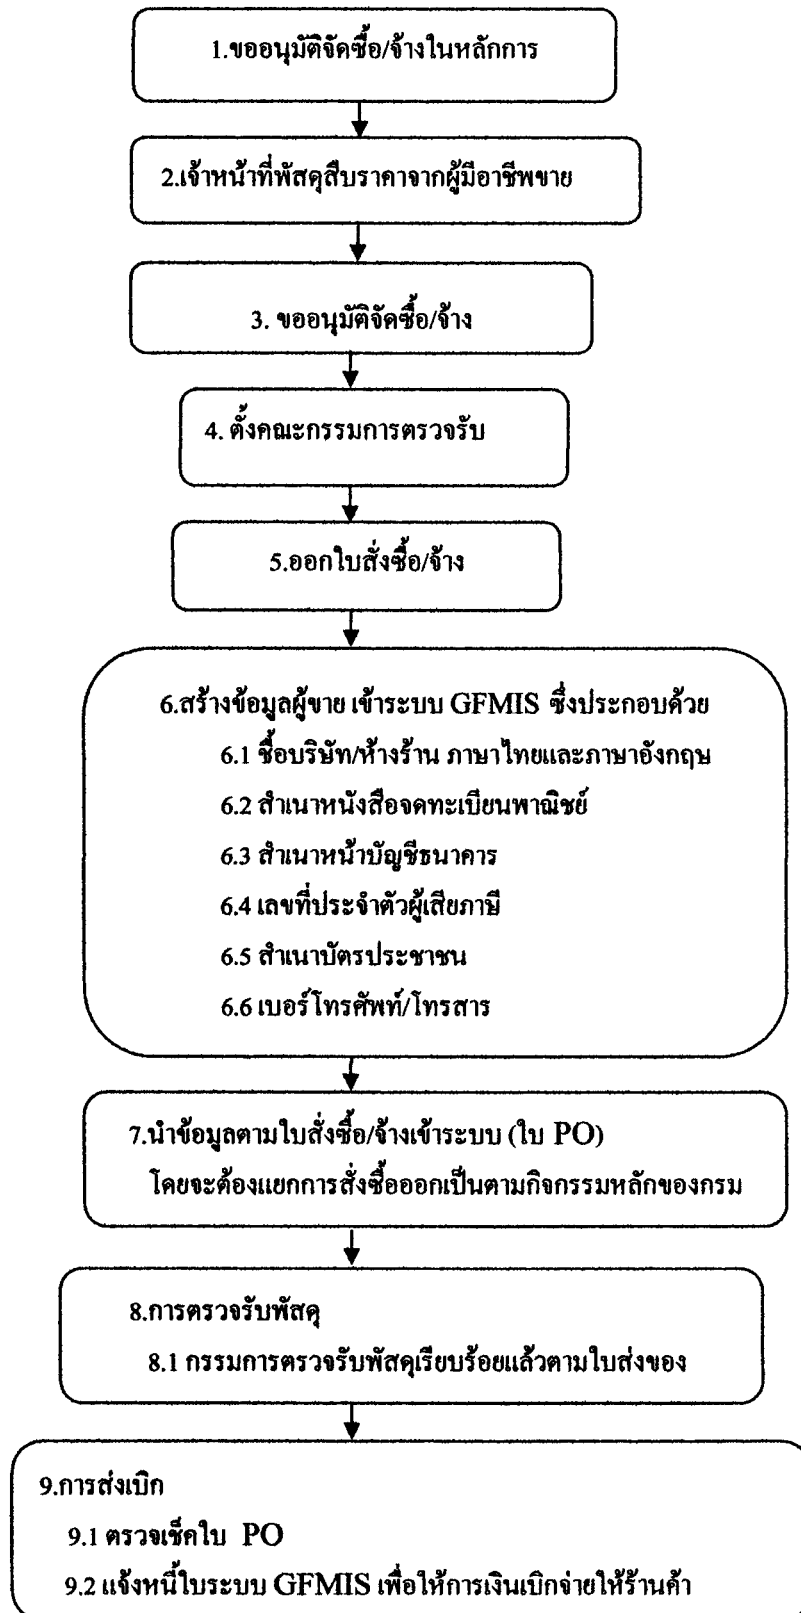 1.ขออนุมัติจัดซื้อ/จ้างในหลักการ
2.เจ้าหน้าที่พัสดุสืบราคาจากผู้มีอาชีพขาย
3. ขออนุมัติจัดซื้อ/จ้าง
4. ตั้งคณะกรรมการตรวจรับ
5.ออกใบสั่งซื้อ/จ้าง
6.สร้างข้อมูลผู้ขาย เข้าระบบ GFMIS ซึ่งประกอบด้วย
6.1 ชื่อบริษัท/ห้างร้าน ภาษาไทยและภาษาอังกฤษ
6.2 สำเนาหนังสือจดทะเบียนพาณิชย์
6.3 สำเนาหน้าบัญชีธนาคาร
6.4 เลขที่ประจำตัวผู้เสียภาษี
6.5 สำเนาบัตรประชาชน
6.6 เบอร์โทรศัพท์/โทรสาร
7.นำข้อมูลตามใบสั่งซื้อ/จ้างเข้าระบบ (ใบ PO)
โดยจะต้องแยกการสั่งซื้อออกเป็นตามกิจกรรมหลักของกรม
8.การตรวจรับพัสดุ
8.1 กรรมการตรวจรับพัสดุเรียบร้อยแล้วตามใบส่งของ
9.การส่งเบิก
9.1 ตรวจเช็คใบ PO
9.2 แจ้งหนี้ใบระบบ GFMIS เพื่อให้การเงินเบิกจ่ายให้ร้านค้า